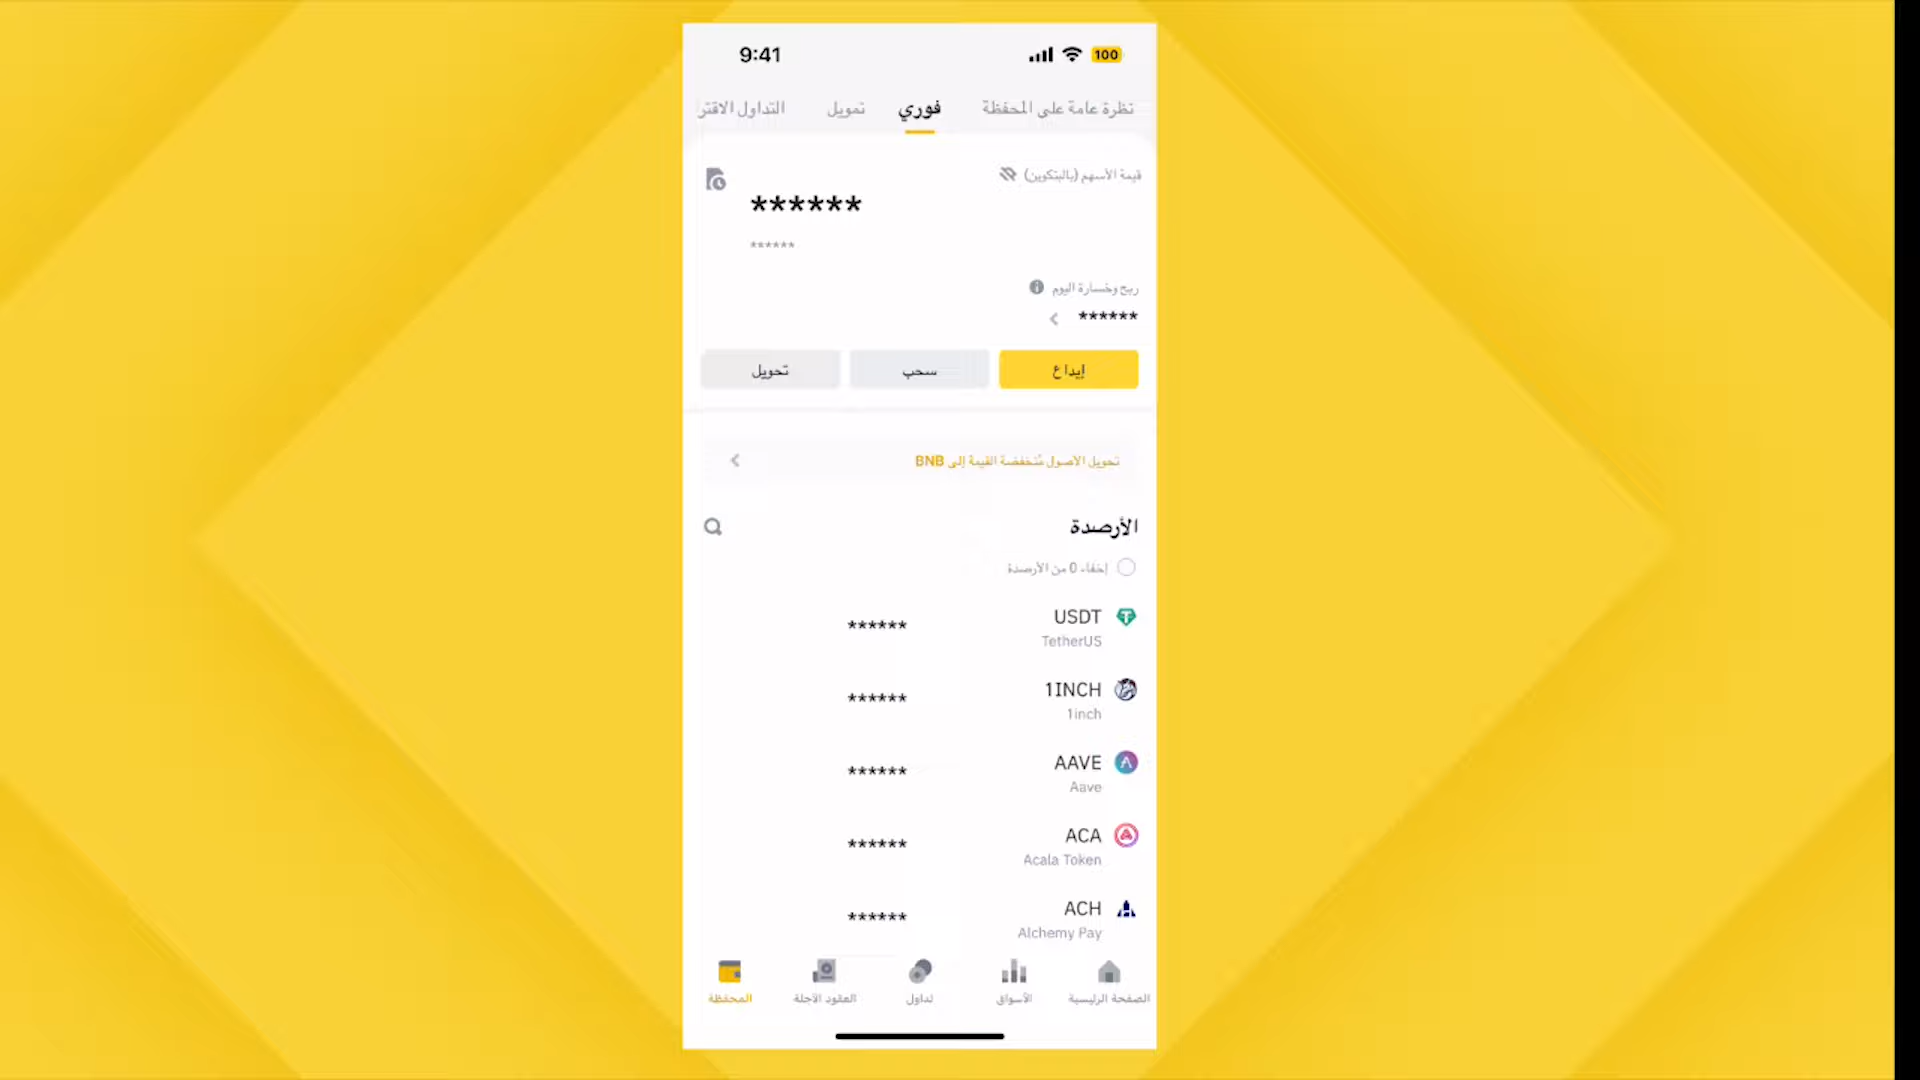 9:41
100
نظرة عامة على المحفظة فوري تمويل التداول الاقتر
قيمة الأسهم (بالبتكوين)
******
******
ربح وخسارة اليوم
******
إيداع سحب تحويل
تحويل الاصول مُنخفضة القيمة إلى BNB
الأرصدة
إخفاء 0 من الأرصدة
USDT ******
TetherUS
1INCH ******
1inch
AAVE ******
Aave
ACA ******
Acala Token
ACH ******
Alchemy Pay
الصفحة الرئيسية الأسواق تداول العقود الآجلة المحفظة